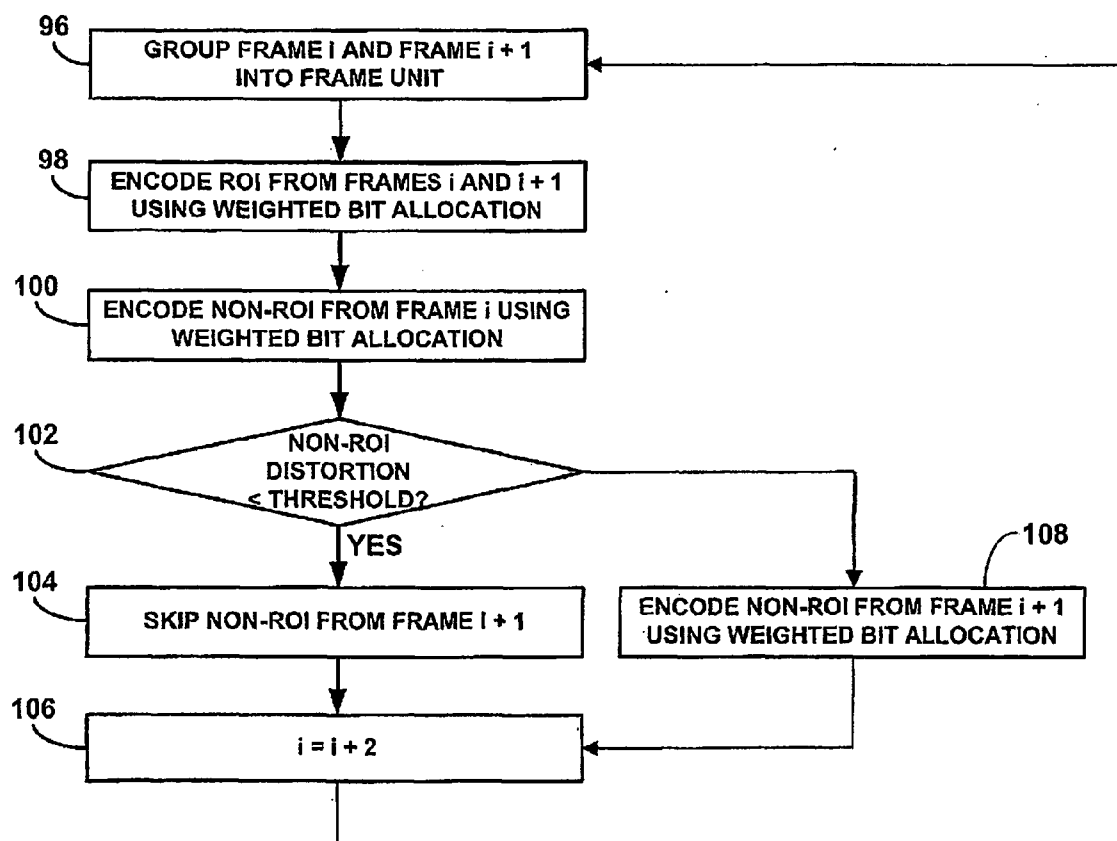 96
GROUP FRAME i AND FRAME i + 1
INTO FRAME UNIT
98
ENCODE ROI FROM FRAMES i AND i + 1
USING WEIGHTED BIT ALLOCATION
100
ENCODE NON-ROI FROM FRAME i USING
WEIGHTED BIT ALLOCATION
102
NON-ROI
DISTORTION
< THRESHOLD?
YES
104
SKIP NON-ROI FROM FRAME i + 1
108
ENCODE NON-ROI FROM FRAME i + 1
USING WEIGHTED BIT ALLOCATION
106
i = i + 2